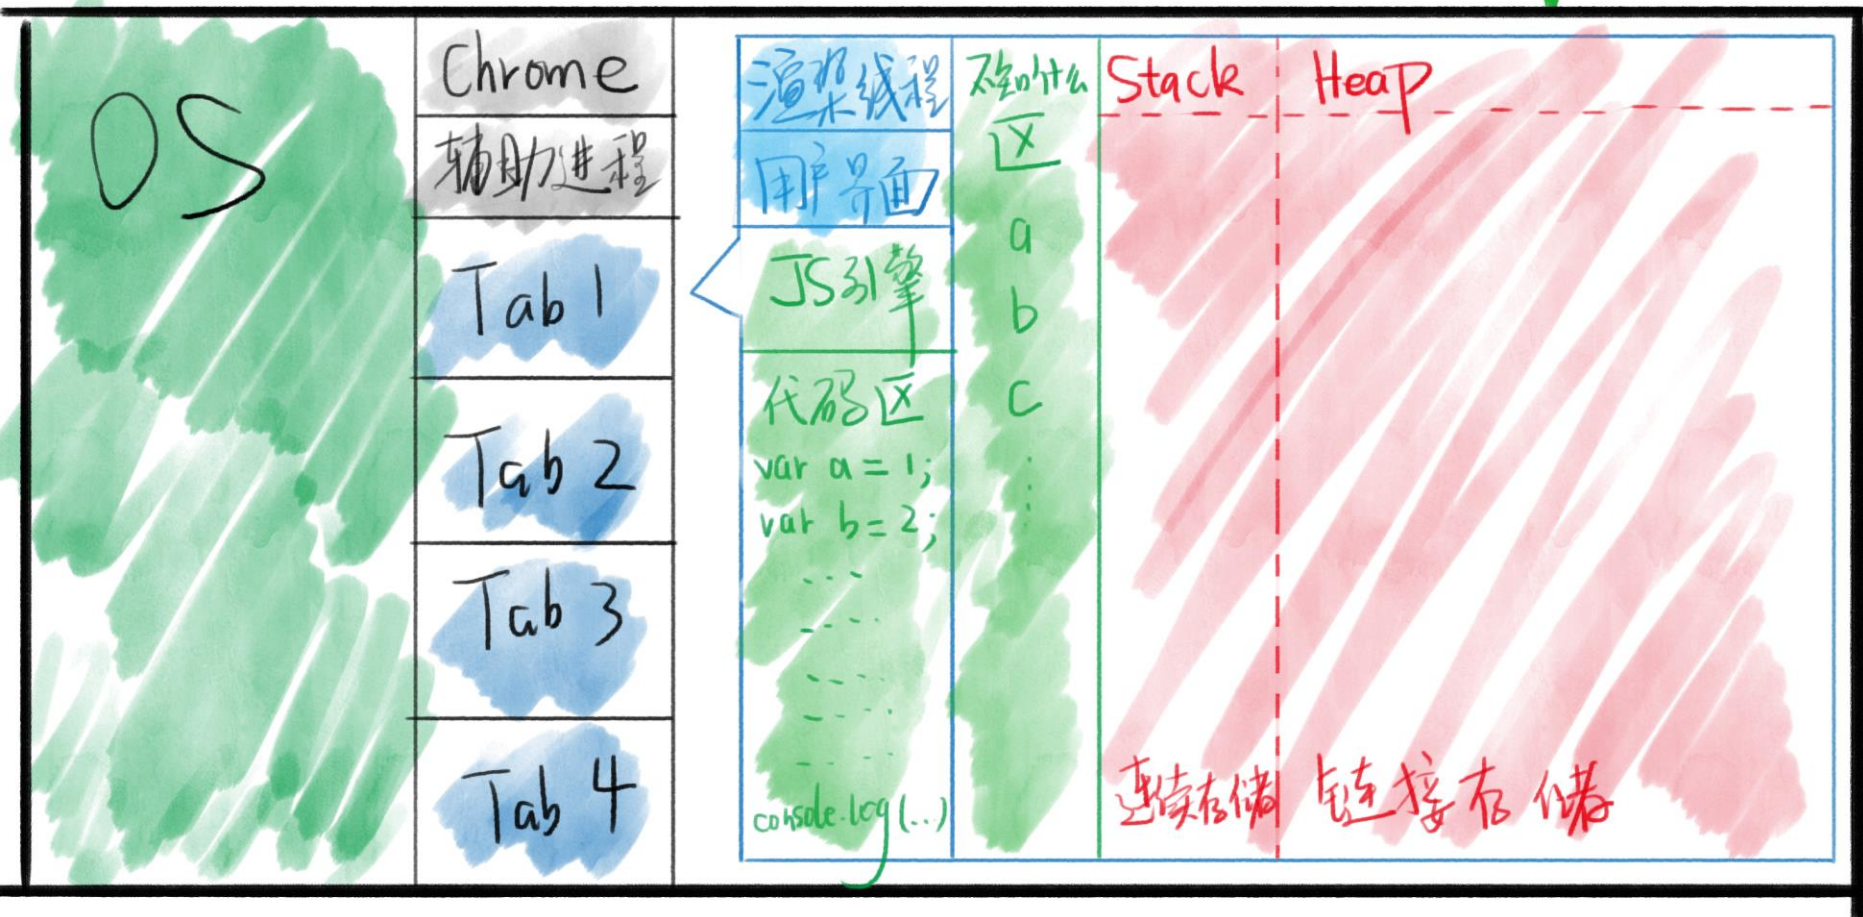 OS
Chrome
辅助进程
Tab 1
Tab 2
Tab 3
Tab 4
渲染线程
用户界面
JS引擎
代码区
var a = 1;
var b = 2;
...
....
....
....
....
console.log(...)
不知什么
区
a
b
c
Stack
连续存储
Heap
链接存储